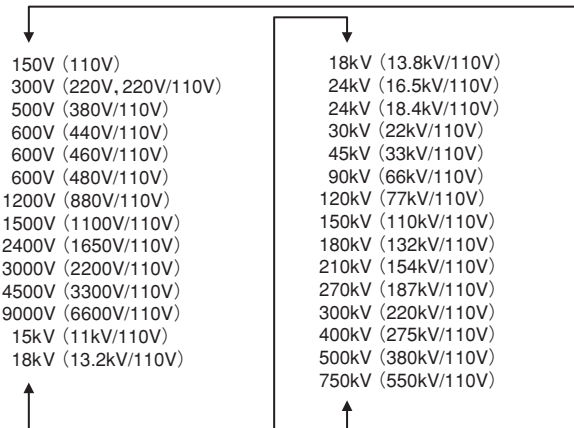 150V (110V)
300V (220V, 220V/110V)
500V (380V/110V)
600V (440V/110V)
600V (460V/110V)
600V (480V/110V)
1200V (880V/110V)
1500V (1100V/110V)
2400V (1650V/110V)
3000V (2200V/110V)
4500V (3300V/110V)
9000V (6600V/110V)
15kV (11kV/110V)
18kV (13.2kV/110V)
18kV (13.8kV/110V)
24kV (16.5kV/110V)
24kV (18.4kV/110V)
30kV (22kV/110V)
45kV (33kV/110V)
90kV (66kV/110V)
120kV (77kV/110V)
150kV (110kV/110V)
180kV (132kV/110V)
210kV (154kV/110V)
270kV (187kV/110V)
300kV (220kV/110V)
400kV (275kV/110V)
500kV (380kV/110V)
750kV (550kV/110V)